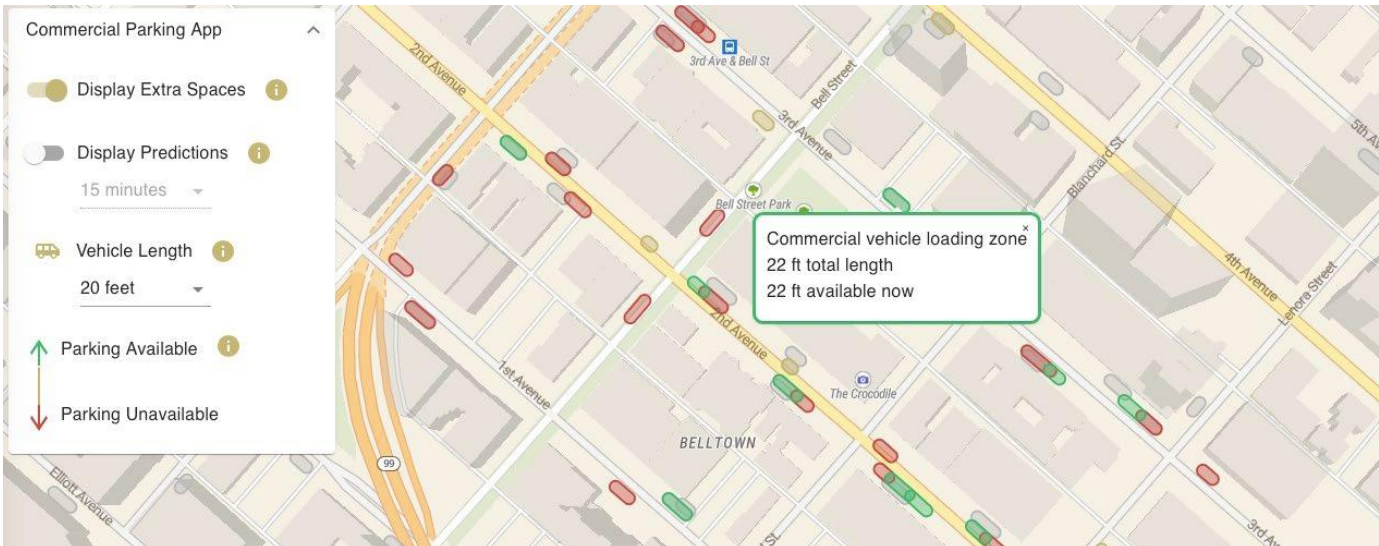 Commercial Parking App
Display Extra Spaces
Display Predictions
15 minutes
Vehicle Length
20 feet
Parking Available
Parking Unavailable
2nd Avenue
3rd Ave & Bell St
Bell Street
3rd Avenue
5th Av
Blanchard St
Bell Street Park
Commercial vehicle loading zone
×
22 ft total length
22 ft available now
4th Avenue
Lenora Street
2nd Avenue
1st Avenue
The Crocodile
BELLTOWN
99
Elliott Avenue
3rd Av
St